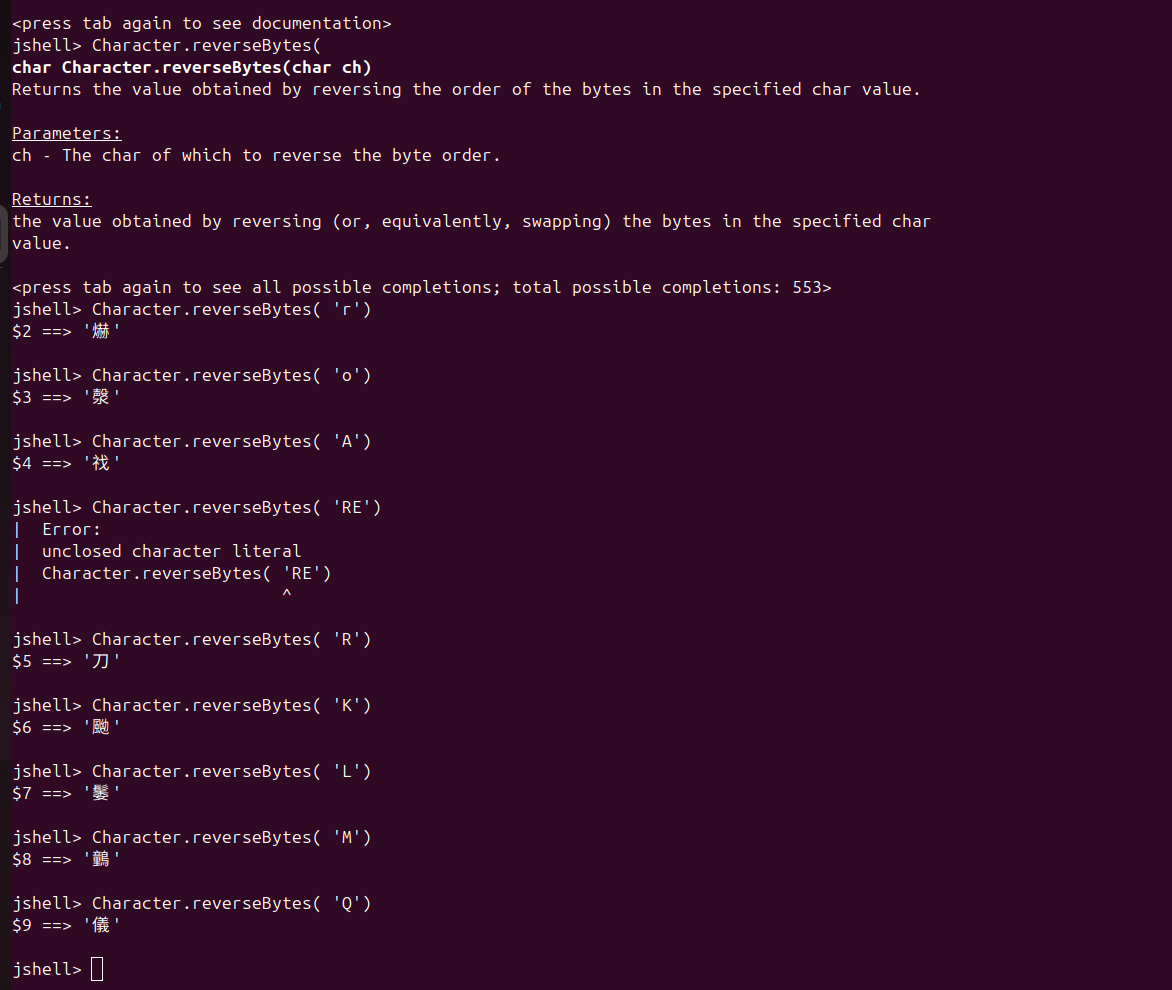 <press tab again to see documentation>
jshell> Character.reverseBytes(
char Character.reverseBytes(char ch)
Returns the value obtained by reversing the order of the bytes in the specified char value.
Parameters:
ch - The char of which to reverse the byte order.
Returns:
the value obtained by reversing (or, equivalently, swapping) the bytes in the specified char
value.
<press tab again to see all possible completions; total possible completions: 553>
jshell> Character.reverseBytes( 'r')
$2 ==> '爀'
jshell> Character.reverseBytes( 'o')
$3 ==> '漀'
jshell> Character.reverseBytes( 'A')
$4 ==> '䄀'
jshell> Character.reverseBytes( 'RE')
|  Error:
|  unclosed character literal
|  Character.reverseBytes( 'RE')
|                          ^
jshell> Character.reverseBytes( 'R')
$5 ==> '刀'
jshell> Character.reverseBytes( 'K')
$6 ==> '䬀'
jshell> Character.reverseBytes( 'L')
$7 ==> '䰀'
jshell> Character.reverseBytes( 'M')
$8 ==> '䴀'
jshell> Character.reverseBytes( 'Q')
$9 ==> '儀'
jshell>